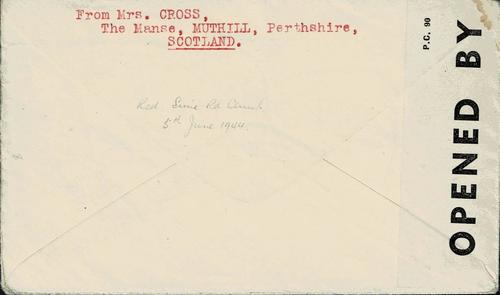 From Mrs. CROSS,
The Manse, MUTHILL, Perthshire,
SCOTLAND.
5th June 1944.
P.C. 90
OPENED BY